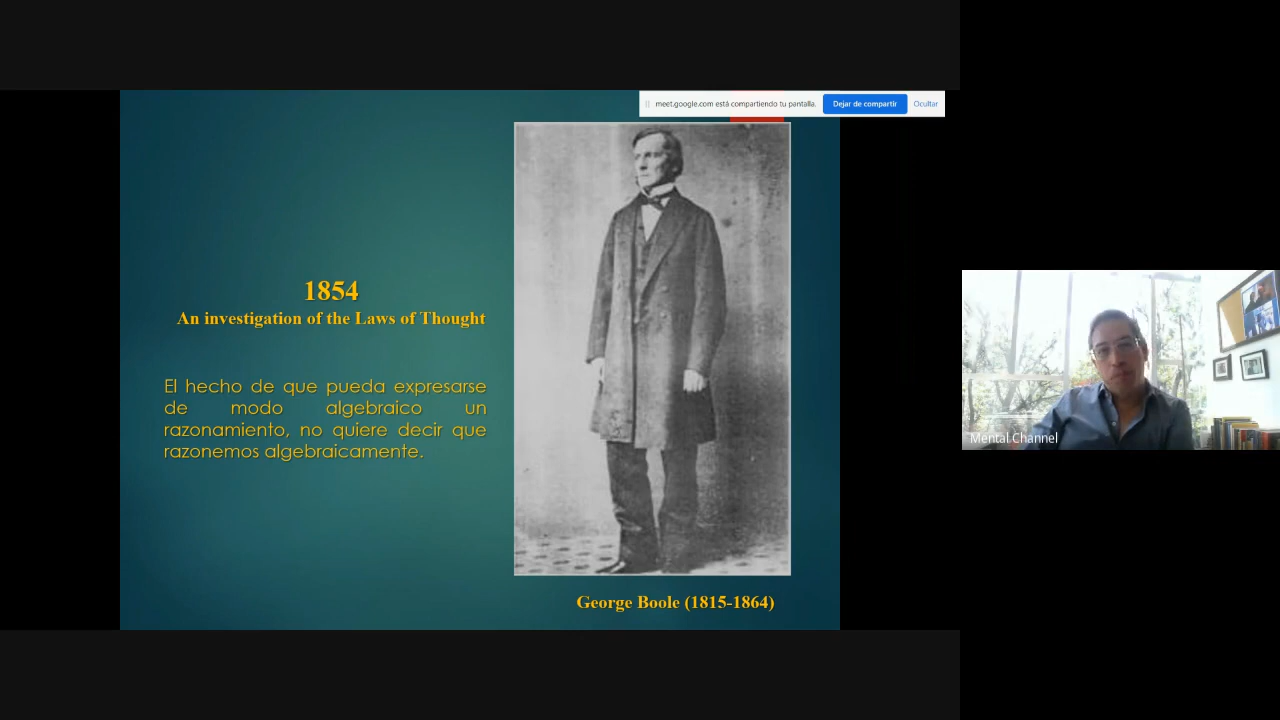 meet.google.com está compartiendo tu pantalla.
Dejar de compartir
Ocultar
1854
An investigation of the Laws of Thought
El hecho de que pueda expresarse
de modo algebraico un
razonamiento, no quiere decir que
razonemos algebraicamente.
George Boole (1815-1864)
Mental Channel